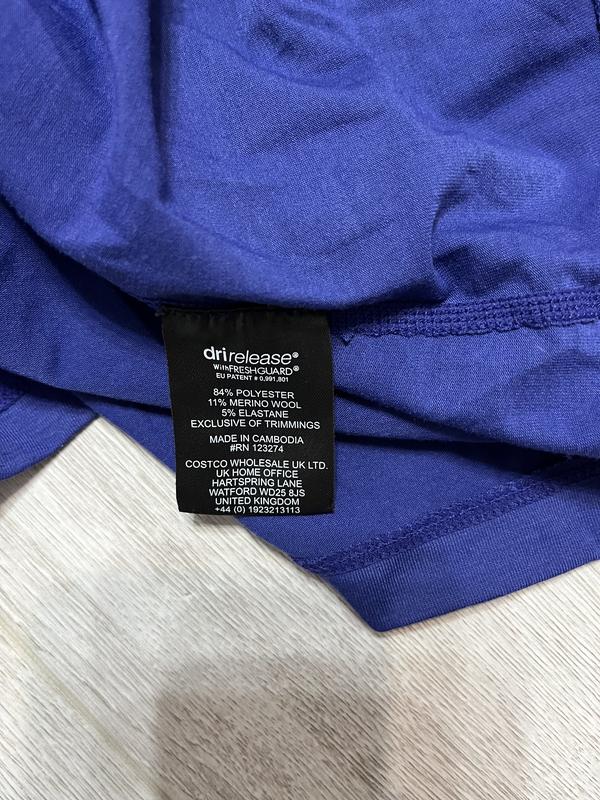 drirelease®
WithFRESHGUARD®
EU PATENT # 0,991,801
84% POLYESTER
11% MERINO WOOL
5% ELASTANE
EXCLUSIVE OF TRIMMINGS
MADE IN CAMBODIA
#RN 123274
COSTCO WHOLESALE UK LTD.
UK HOME OFFICE
HARTSPRING LANE
WATFORD WD25 8JS
UNITED KINGDOM
+44 (0) 1923213113